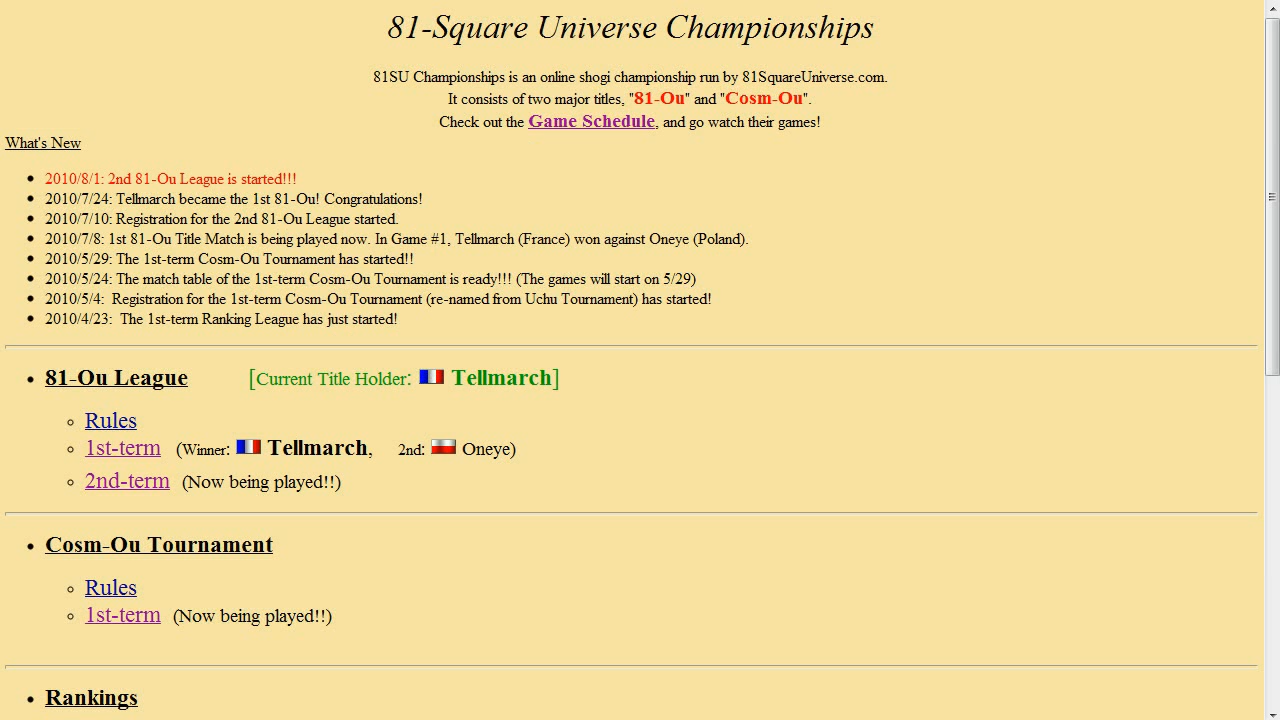 81-Square Universe Championships
81SU Championships is an online shogi championship run by 81SquareUniverse.com.
It consists of two major titles, "81-Ou" and "Cosm-Ou".
Check out the Game Schedule, and go watch their games!
What's New
2010/8/1: 2nd 81-Ou League is started!!!
2010/7/24: Tellmarch became the 1st 81-Ou! Congratulations!
2010/7/10: Registration for the 2nd 81-Ou League started.
2010/7/8: 1st 81-Ou Title Match is being played now. In Game #1, Tellmarch (France) won against Oneye (Poland).
2010/5/29: The 1st-term Cosm-Ou Tournament has started!!
2010/5/24: The match table of the 1st-term Cosm-Ou Tournament is ready!!! (The games will start on 5/29)
2010/5/4: Registration for the 1st-term Cosm-Ou Tournament (re-named from Uchu Tournament) has started!
2010/4/23: The 1st-term Ranking League has just started!
81-Ou League [Current Title Holder: Tellmarch]
Rules
1st-term (Winner: Tellmarch, 2nd: Oneye)
2nd-term (Now being played!!)
Cosm-Ou Tournament
Rules
1st-term (Now being played!!)
Rankings